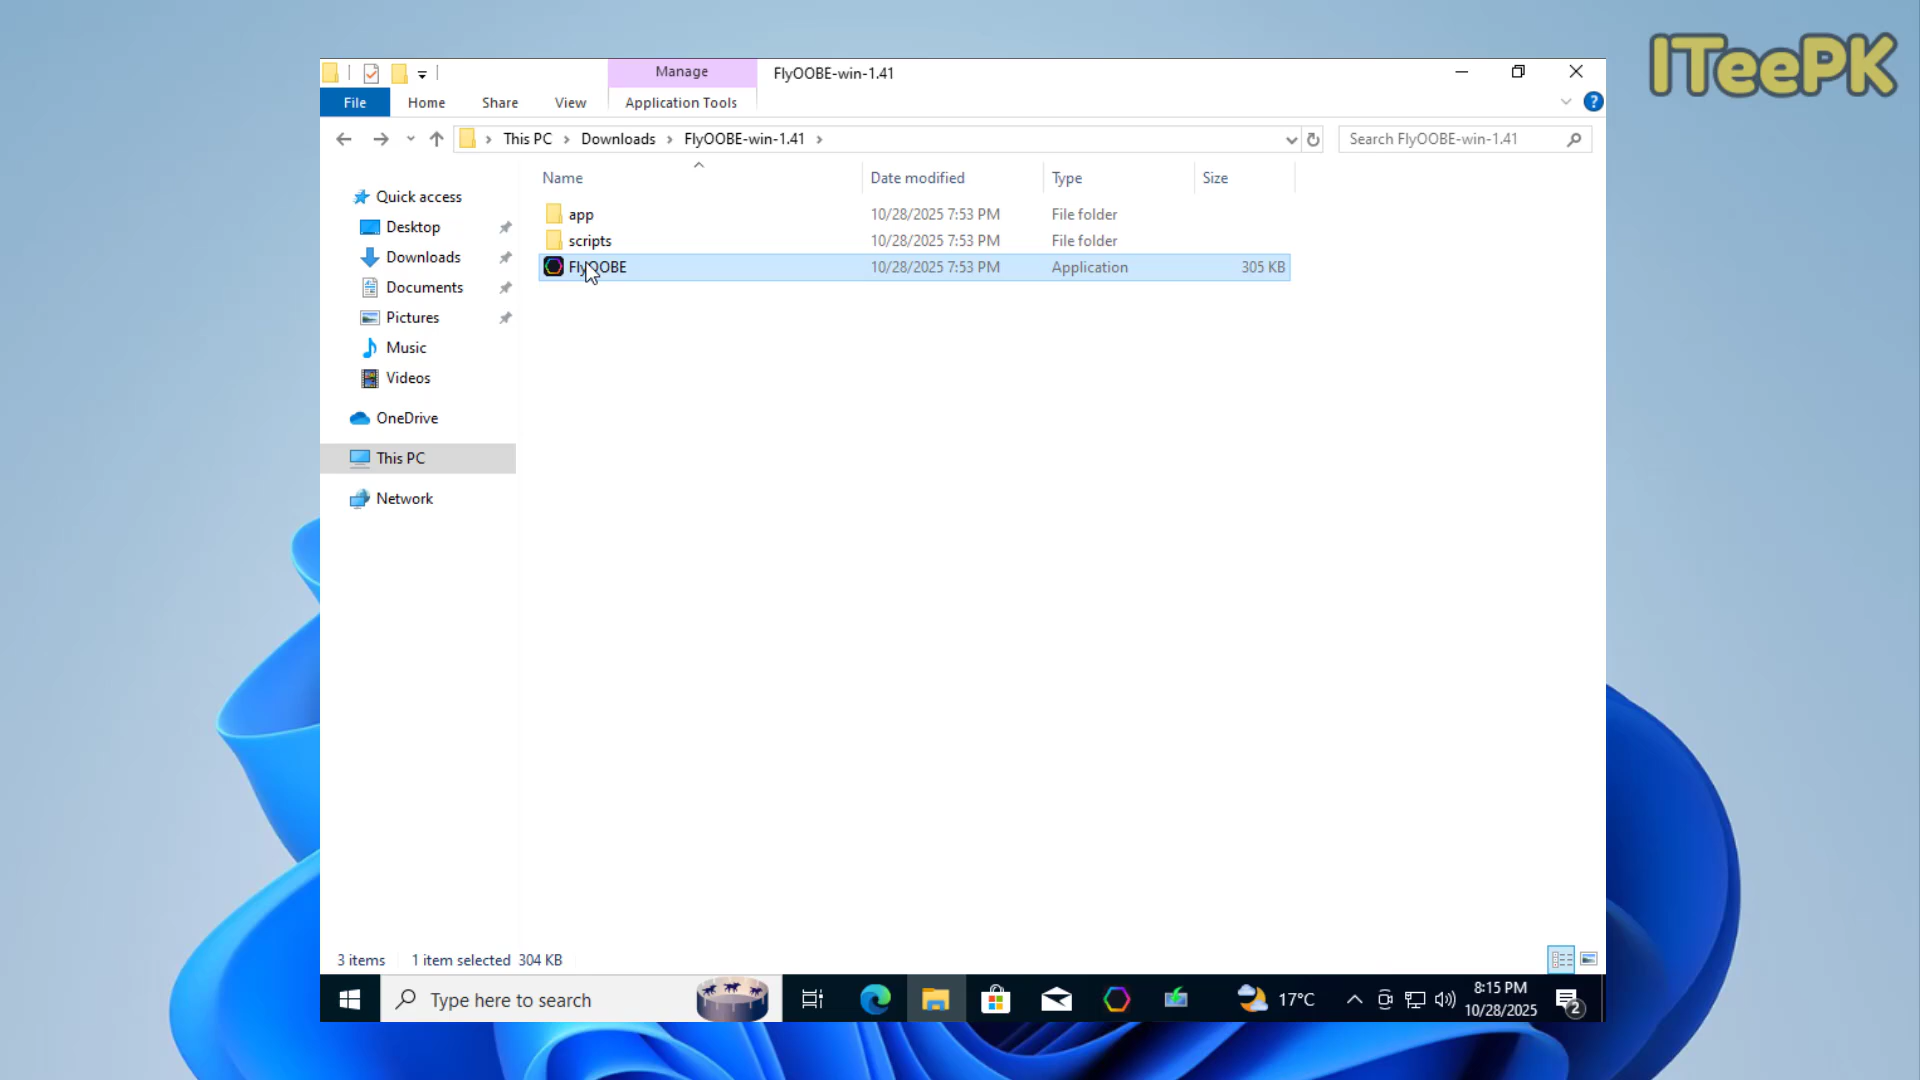 ITeePK
Manage
FlyOOBE-win-1.41
File
Home
Share
View
Application Tools
?
This PC
Downloads
FlyOOBE-win-1.41
Search FlyOOBE-win-1.41
Name
Date modified
Type
Size
app
10/28/2025 7:53 PM
File folder
scripts
10/28/2025 7:53 PM
File folder
FlyOOBE
10/28/2025 7:53 PM
Application
305 KB
Quick access
Desktop
Downloads
Documents
Pictures
Music
Videos
OneDrive
This PC
Network
3 items
1 item selected 304 KB
Type here to search
17°C
8:15 PM
10/28/2025
2